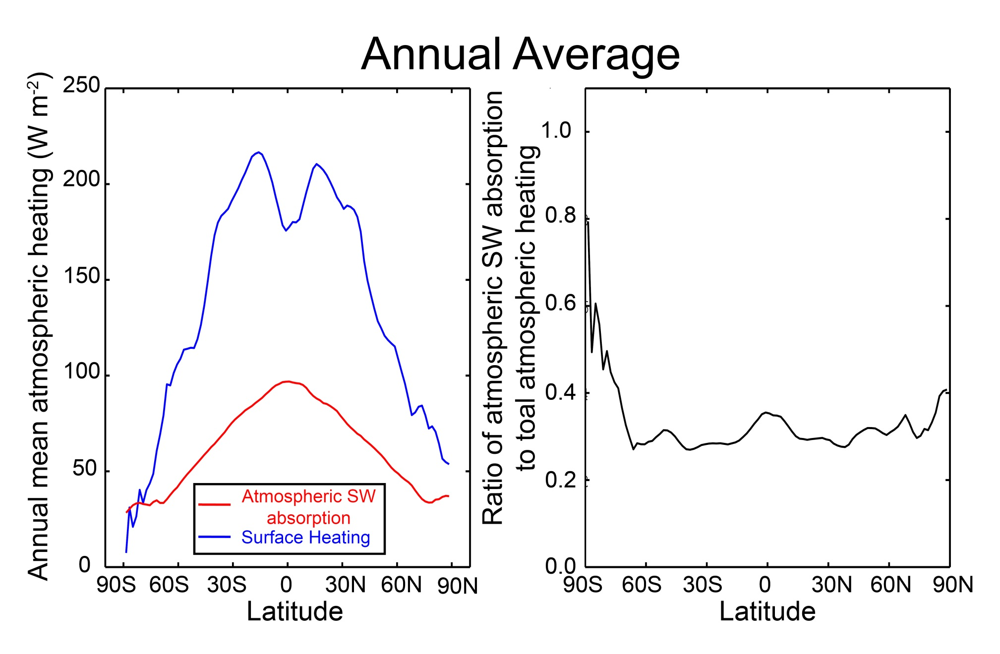 Annual Average
Annual mean atmospheric heating (W m-2)
250
200
150
100
50
0
90S 60S 30S 0 30N 60N 90N
Latitude
Atmospheric SW
absorption
Surface Heating
Ratio of atmospheric SW absorption
to toal atmospheric heating
1.0
0.8
0.6
0.4
0.2
0.0
90S 60S 30S 0 30N 60N 90N
Latitude